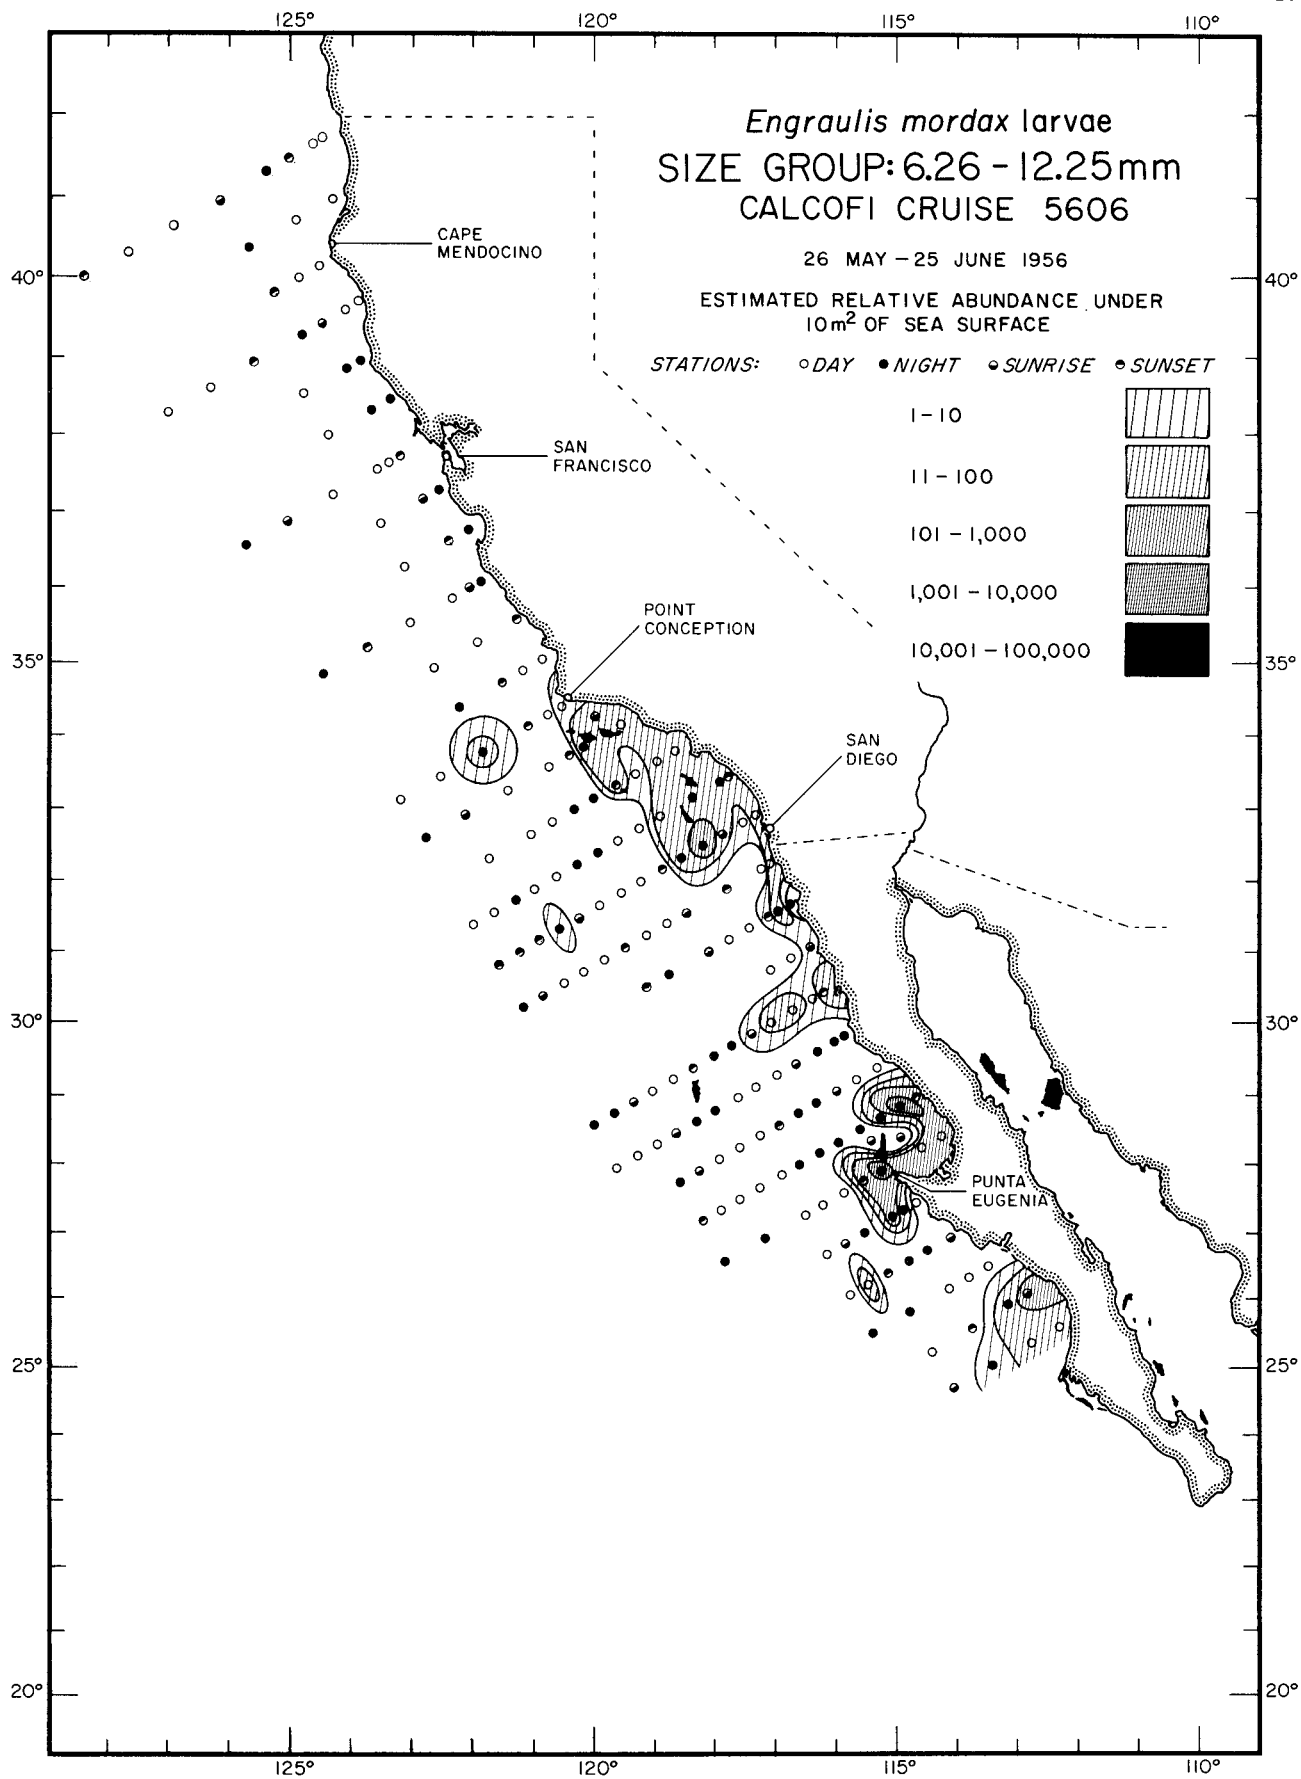 125° 120° 115° 110°
Engraulis mordax larvae
SIZE GROUP: 6.26 - 12.25mm
CALCOFI CRUISE 5606
26 MAY - 25 JUNE 1956
ESTIMATED RELATIVE ABUNDANCE UNDER
10m² OF SEA SURFACE
STATIONS: DAY NIGHT SUNRISE SUNSET
1 - 10
11 - 100
101 - 1,000
1,001 - 10,000
10,001 - 100,000
CAPE
MENDOCINO
40° 40°
SAN
FRANCISCO
POINT
CONCEPTION
35° 35°
SAN
DIEGO
30° 30°
PUNTA
EUGENIA
25° 25°
20° 20°
125° 120° 115° 110°